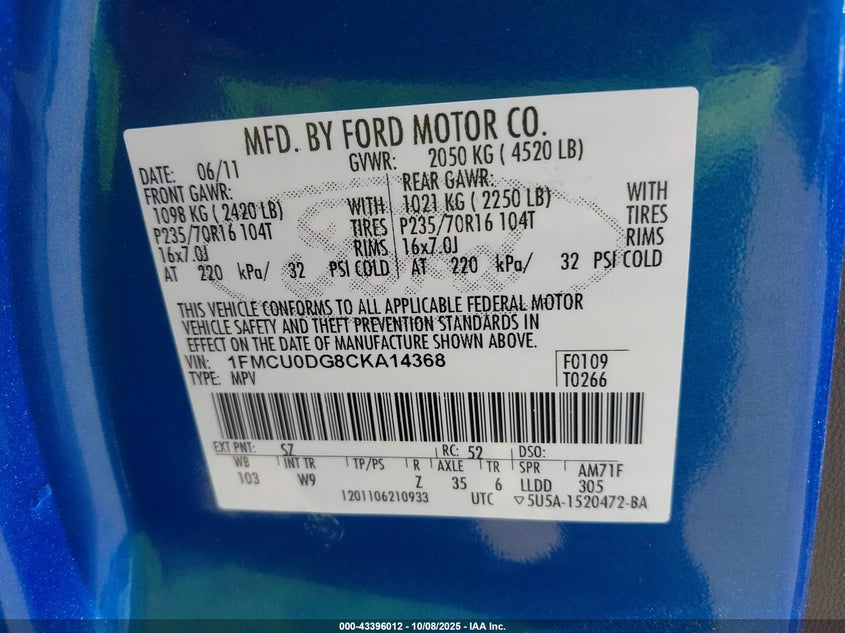 MFD. BY FORD MOTOR CO.
DATE: 06/11 GVWR: 2050 KG ( 4520 LB)
FRONT GAWR: REAR GAWR:
1098 KG ( 2420 LB) WITH 1021 KG ( 2250 LB) WITH
P235/70R16 104T TIRES P235/70R16 104T TIRES
16x7.0J RIMS 16x7.0J RIMS
AT 220 kPa/ 32 PSI COLD AT 220 kPa/ 32 PSI COLD
Ford
THIS VEHICLE CONFORMS TO ALL APPLICABLE FEDERAL MOTOR
VEHICLE SAFETY AND THEFT PREVENTION STANDARDS IN
EFFECT ON THE DATE OF MANUFACTURE SHOWN ABOVE.
VIN: 1FMCU0DG8CKA14368 F0109
TYPE: MPV T0266
EXT PNT: SZ RC: 52 DSO:
WB INT TR TP/PS R AXLE TR SPR AM71F
103 W9 Z 35 6 LLDD 305
1201106210933 UTC ▽5U5A-1520472-BA
000-43396012 - 10/08/2025 - IAA Inc.